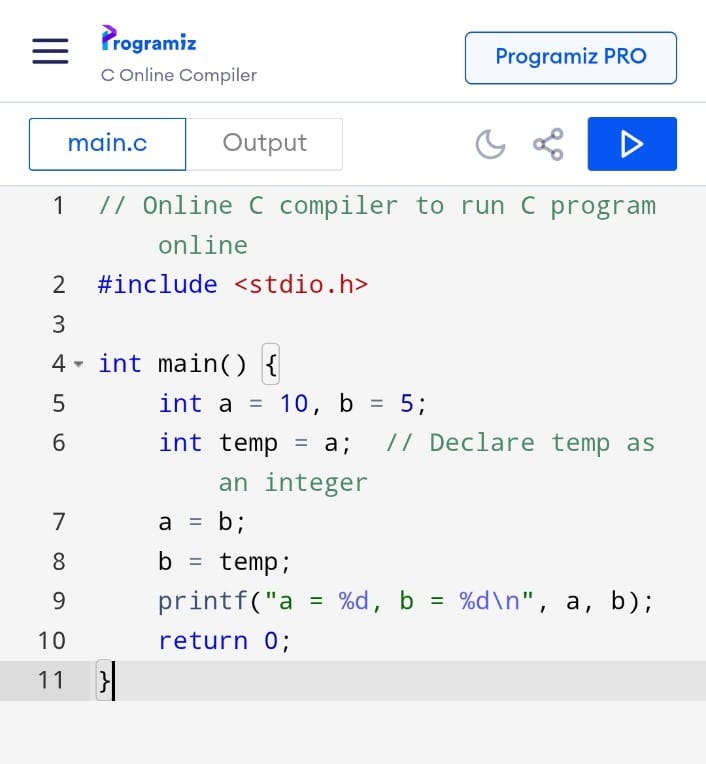 Programiz
C Online Compiler
Programiz PRO
main.c
Output
1 // Online C compiler to run C program
online
2 #include <stdio.h>
3
4 int main() {
5 int a = 10, b = 5;
6 int temp = a;  // Declare temp as
an integer
7 a = b;
8 b = temp;
9 printf("a = %d, b = %d\n", a, b);
10 return 0;
11 }